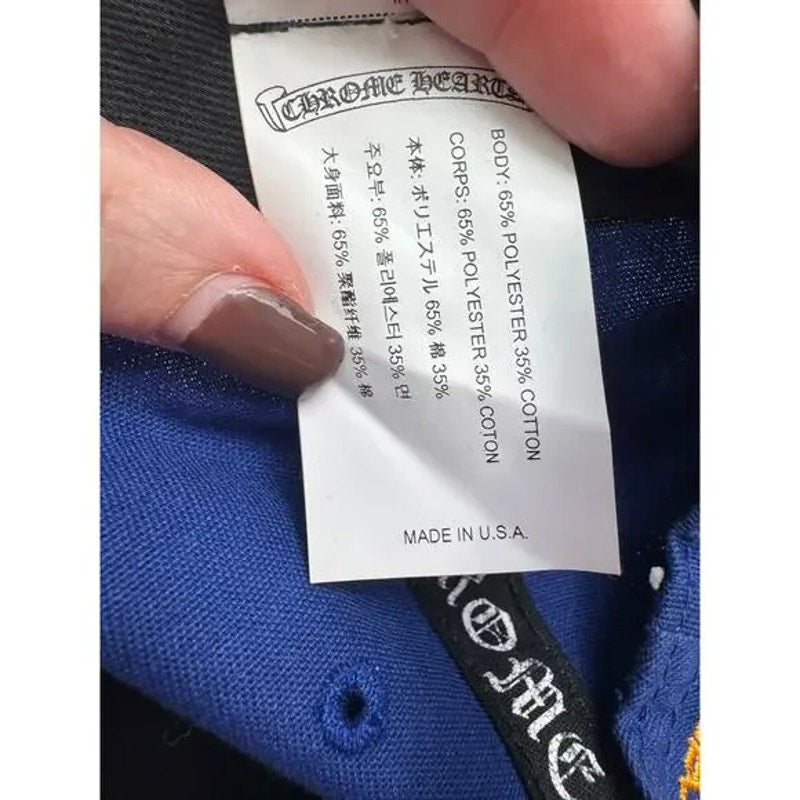 CHROME HEARTS
BODY: 65% POLYESTER 35% COTTON
CORPS: 65% POLYESTER 35% COTON
本体: ポリエステル 65% 棉 35%
주요부: 65% 폴리에스터 35% 면
大身面料: 65% 聚酯纤维 35% 棉
MADE IN U.S.A.
ROME